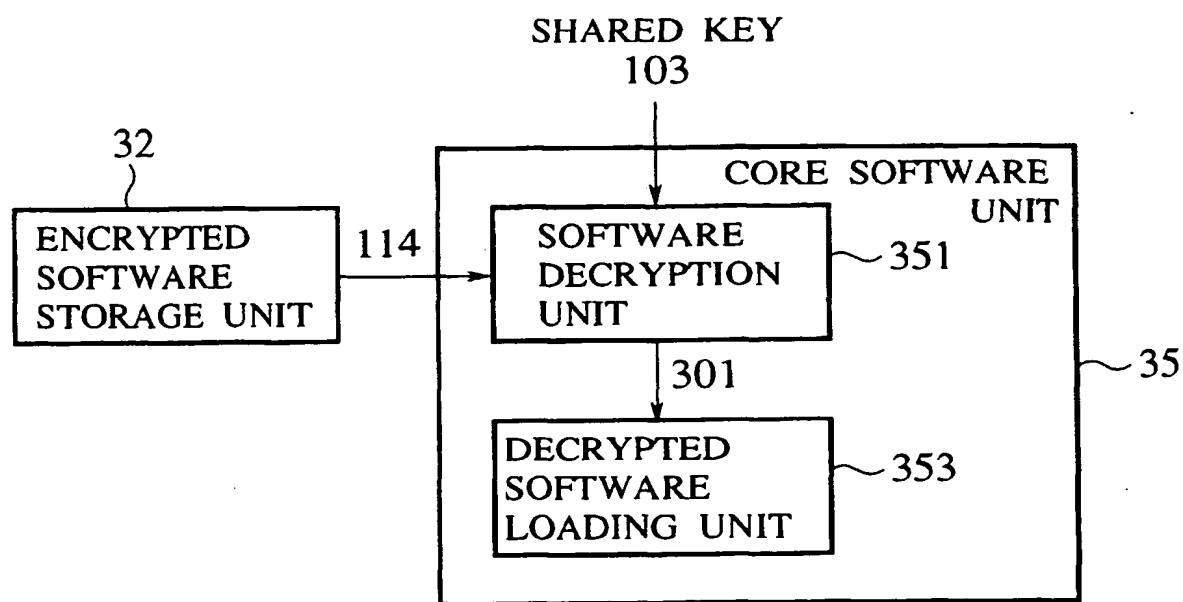 SHARED KEY
103
32
CORE SOFTWARE
UNIT
ENCRYPTED
SOFTWARE
STORAGE UNIT
114
SOFTWARE
DECRYPTION
UNIT
351
301
35
DECRYPTED
SOFTWARE
LOADING UNIT
353